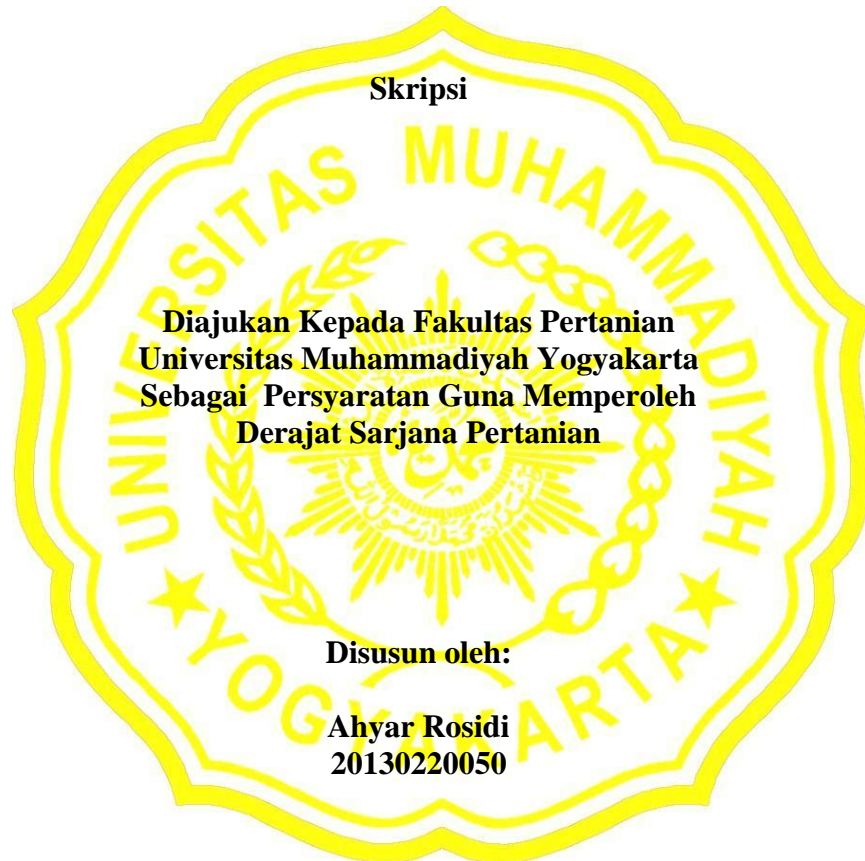 Skripsi
UNIVERSITAS MUHAMMADIYAH
Diajukan Kepada Fakultas Pertanian
Universitas Muhammadiyah Yogyakarta
Sebagai Persyaratan Guna Memperoleh
Derajat Sarjana Pertanian
Disusun oleh:
Ahyar Rosidi
20130220050
★ YOGYAKARTA ★